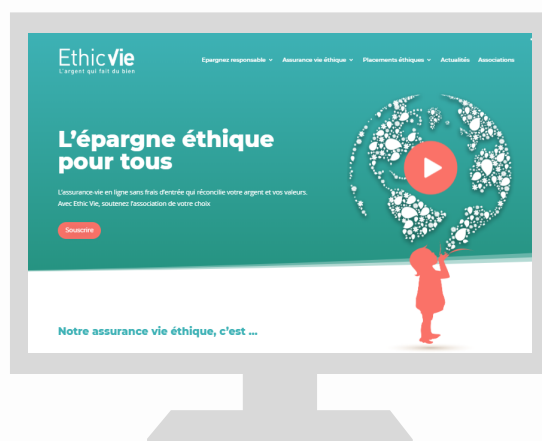 EthicVie
L'argent qui fait du bien
Epargnez responsable
Assurance vie éthique
Placements éthiques
Actualités
Associations
L'épargne éthique
pour tous
L'assurance-vie en ligne sans frais d'entrée qui réconcilie votre argent et vos valeurs.
Avec Ethic Vie, soutenez l'association de votre choix
Souscrire
Notre assurance vie éthique, c'est ...